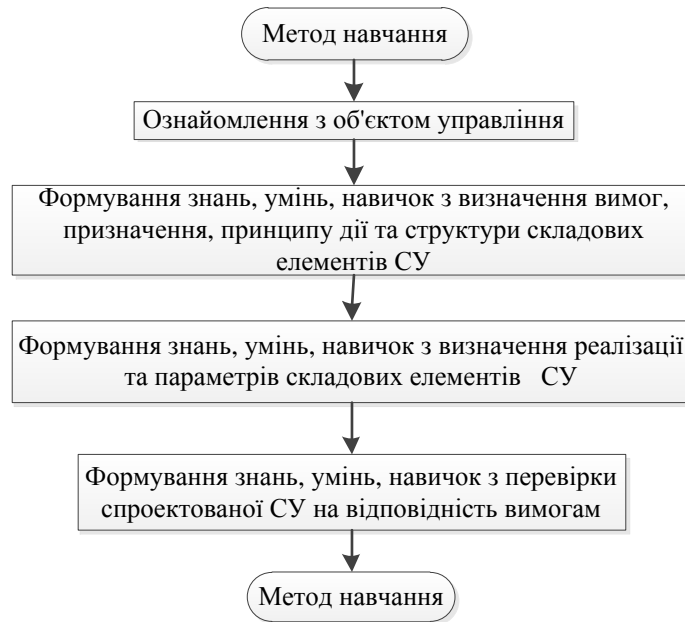 Метод навчання
Ознайомлення з об'єктом управління
Формування знань, умінь, навичок з визначення вимог,
призначення, принципу дії та структури складових
елементів СУ
Формування знань, умінь, навичок з визначення реалізації
та параметрів складових елементів СУ
Формування знань, умінь, навичок з перевірки
спроектованої СУ на відповідність вимогам
Метод навчання